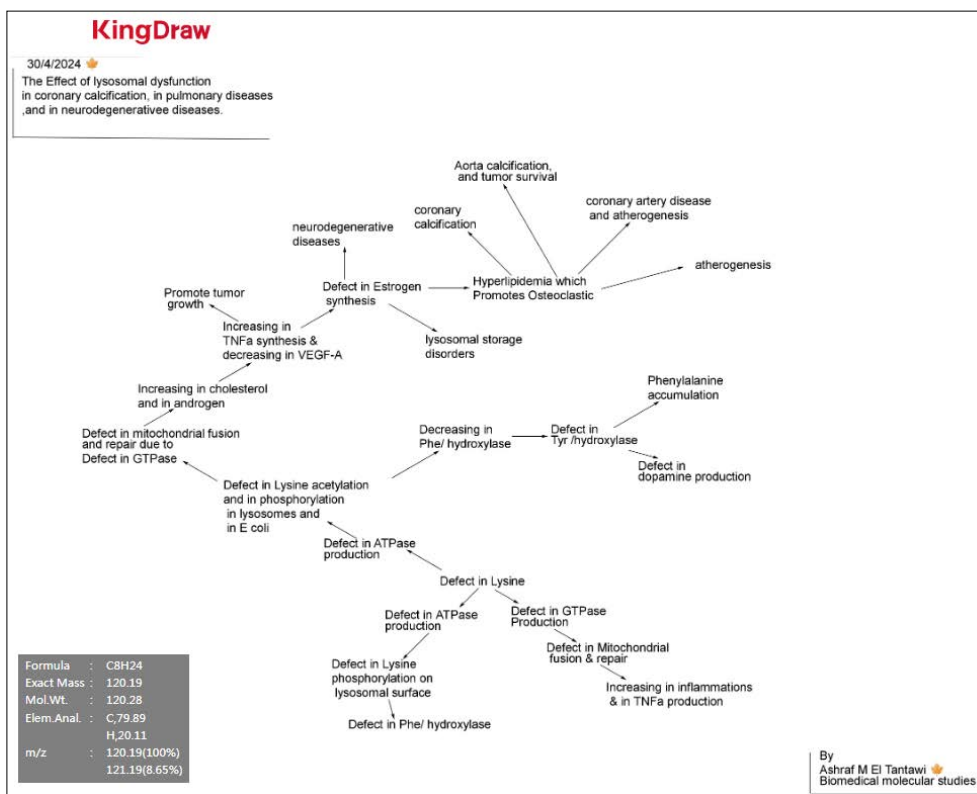 KingDraw
30/4/2024
The Effect of lysosomal dysfunction
in coronary calcification, in pulmonary diseases
,and in neurodegenerativee diseases.
Aorta calcification,
and tumor survival
coronary
calcification
coronary artery disease
and atherogenesis
neurodegenerative
diseases
atherogenesis
Defect in Estrogen
synthesis
Hyperlipidemia which
Promotes Osteoclastic
Promote tumor
growth
Increasing in
TNFa synthesis &
decreasing in VEGF-A
lysosomal storage
disorders
Increasing in cholesterol
and in androgen
Phenylalanine
accumulation
Defect in mitochondrial fusion
and repair due to
Defect in GTPase
Decreasing in
Phe/ hydroxylase
Defect in
Tyr /hydroxylase
Defect in
dopamine production
Defect in Lysine acetylation
and in phosphorylation
in lysosomes and
in E coli
Defect in ATPase
production
Defect in Lysine
Defect in ATPase
production
Defect in GTPase
Production
Defect in Mitochondrial
fusion & repair
Defect in Lysine
phosphorylation on
lysosomal surface
Increasing in inflammations
& in TNFa production
Defect in Phe/ hydroxylase
Formula : C8H24
Exact Mass : 120.19
Mol.Wt. : 120.28
Elem.Anal. : C,79.89
H,20.11
m/z : 120.19(100%)
121.19(8.65%)
By
Ashraf M El Tantawi
Biomedical molecular studies